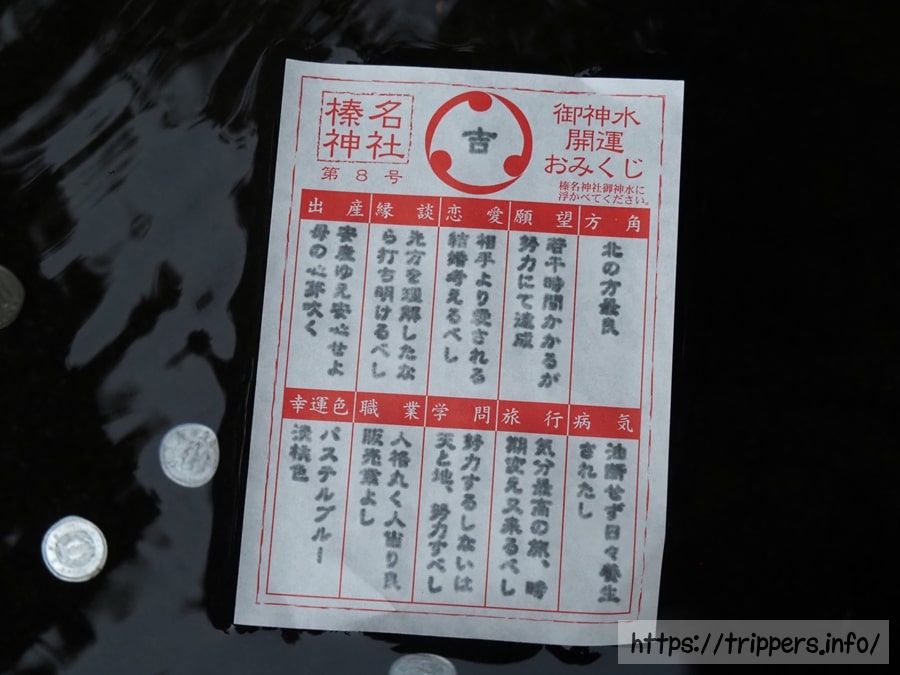 榛名
神社
第8号
吉
御神水
開運
おみくじ
榛名神社御神水に
浮かべてください。
方角
北の方最良
願望
若干時間かかるが
努力にて達成
恋愛
相手より愛される
結婚考えるべし
縁談
先方を理解したな
ら打ち明けるべし
出産
安産ゆえ安心せよ
母の心芽吹く
病気
油断せず日々養生
されたし
旅行
気分最高の旅、時
期変え又来るべし
学問
努力するしないは
天と地、努力すべし
職業
人格丸く人当り良
販売業よし
幸運色
パステルブルー
淡桃色
https://trippers.info/